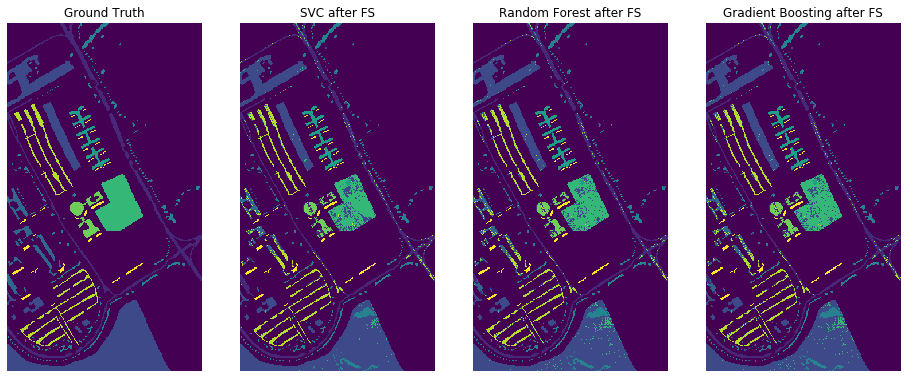 Ground Truth
SVC after FS
Random Forest after FS
Gradient Boosting after FS